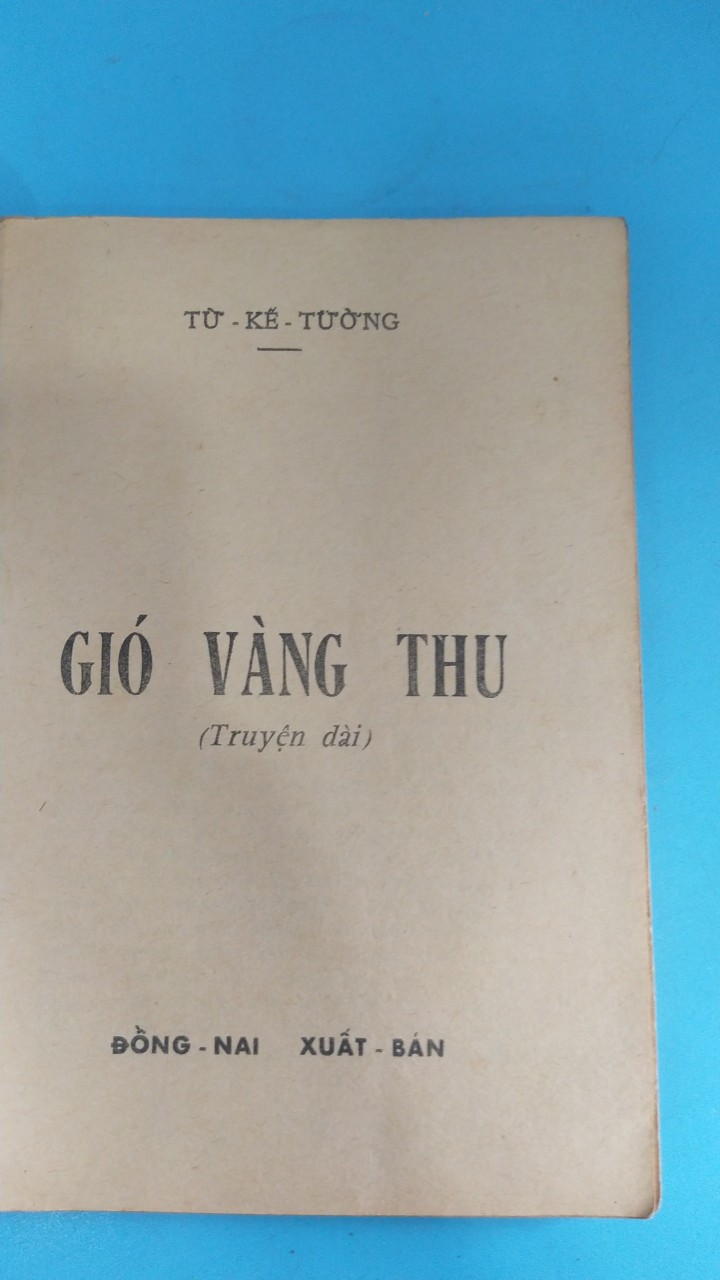 TỪ - KẾ - TƯỜNG
GIÓ VÀNG THU
(Truyện dài)
ĐỒNG - NAI XUẤT - BẢN